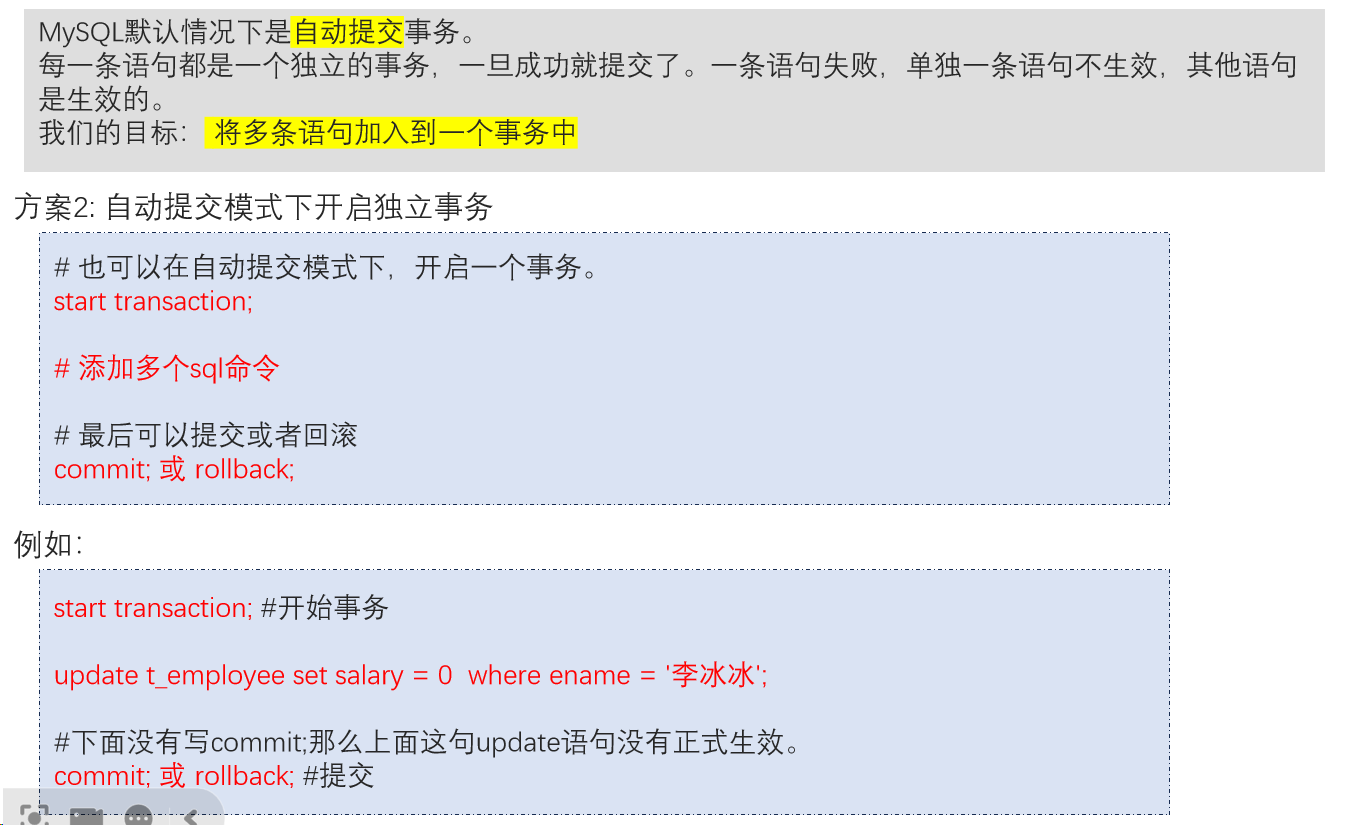 MySQL默认情况下是自动提交事务。
每一条语句都是一个独立的事务，一旦成功就提交了。一条语句失败，单独一条语句不生效，其他语句
是生效的。
我们的目标： 将多条语句加入到一个事务中
方案2: 自动提交模式下开启独立事务
# 也可以在自动提交模式下，开启一个事务。
start transaction;
# 添加多个sql命令
# 最后可以提交或者回滚
commit; 或 rollback;
例如：
start transaction; #开始事务
update t_employee set salary = 0  where ename = '李冰冰';
#下面没有写commit;那么上面这句update语句没有正式生效。
commit; 或 rollback; #提交